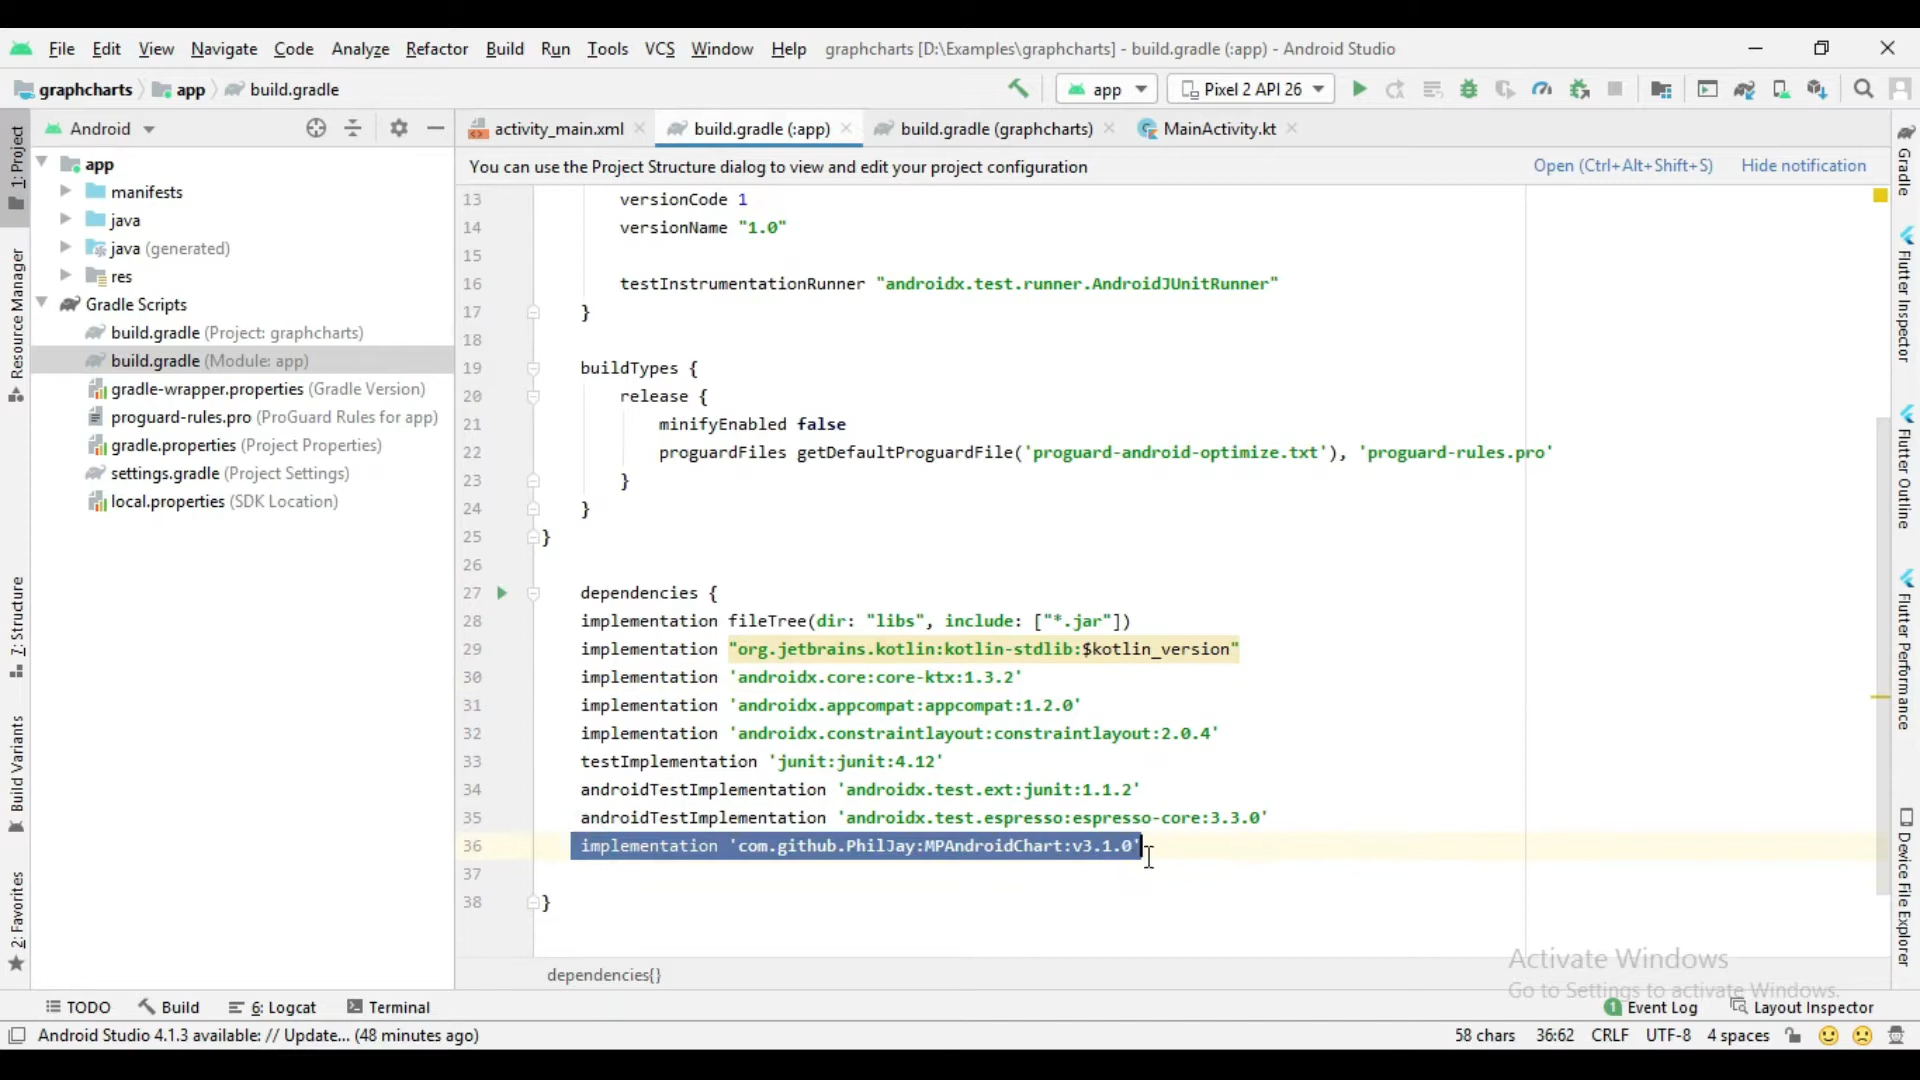 File Edit View Navigate Code Analyze Refactor Build Run Tools VCS Window Help graphcharts [D:\Examples\graphcharts] - build.gradle (:app) - Android Studio
graphcharts app build.gradle app Pixel 2 API 26
Android
activity_main.xml build.gradle (:app) build.gradle (graphcharts) MainActivity.kt
You can use the Project Structure dialog to view and edit your project configuration Open (Ctrl+Alt+Shift+S) Hide notification
1: Project
Resource Manager
7: Structure
Build Variants
2: Favorites
app
manifests
java
java (generated)
res
Gradle Scripts
build.gradle (Project: graphcharts)
build.gradle (Module: app)
gradle-wrapper.properties (Gradle Version)
proguard-rules.pro (ProGuard Rules for app)
gradle.properties (Project Properties)
settings.gradle (Project Settings)
local.properties (SDK Location)
13 versionCode 1
14 versionName "1.0"
15
16 testInstrumentationRunner "androidx.test.runner.AndroidJUnitRunner"
17 }
18
19 buildTypes {
20 release {
21 minifyEnabled false
22 proguardFiles getDefaultProguardFile('proguard-android-optimize.txt'), 'proguard-rules.pro'
23 }
24 }
25 }
26
27 dependencies {
28 implementation fileTree(dir: "libs", include: ["*.jar"])
29 implementation "org.jetbrains.kotlin:kotlin-stdlib:$kotlin_version"
30 implementation 'androidx.core:core-ktx:1.3.2'
31 implementation 'androidx.appcompat:appcompat:1.2.0'
32 implementation 'androidx.constraintlayout:constraintlayout:2.0.4'
33 testImplementation 'junit:junit:4.12'
34 androidTestImplementation 'androidx.test.ext:junit:1.1.2'
35 androidTestImplementation 'androidx.test.espresso:espresso-core:3.3.0'
36 implementation 'com.github.PhilJay:MPAndroidChart:v3.1.0'
37
38 }
dependencies{}
Gradle
Flutter Inspector
Flutter Outline
Flutter Performance
Device File Explorer
Activate Windows
Go to Settings to activate Windows.
TODO Build 6: Logcat Terminal 1 Event Log Layout Inspector
Android Studio 4.1.3 available: // Update... (48 minutes ago) 58 chars 36:62 CRLF UTF-8 4 spaces